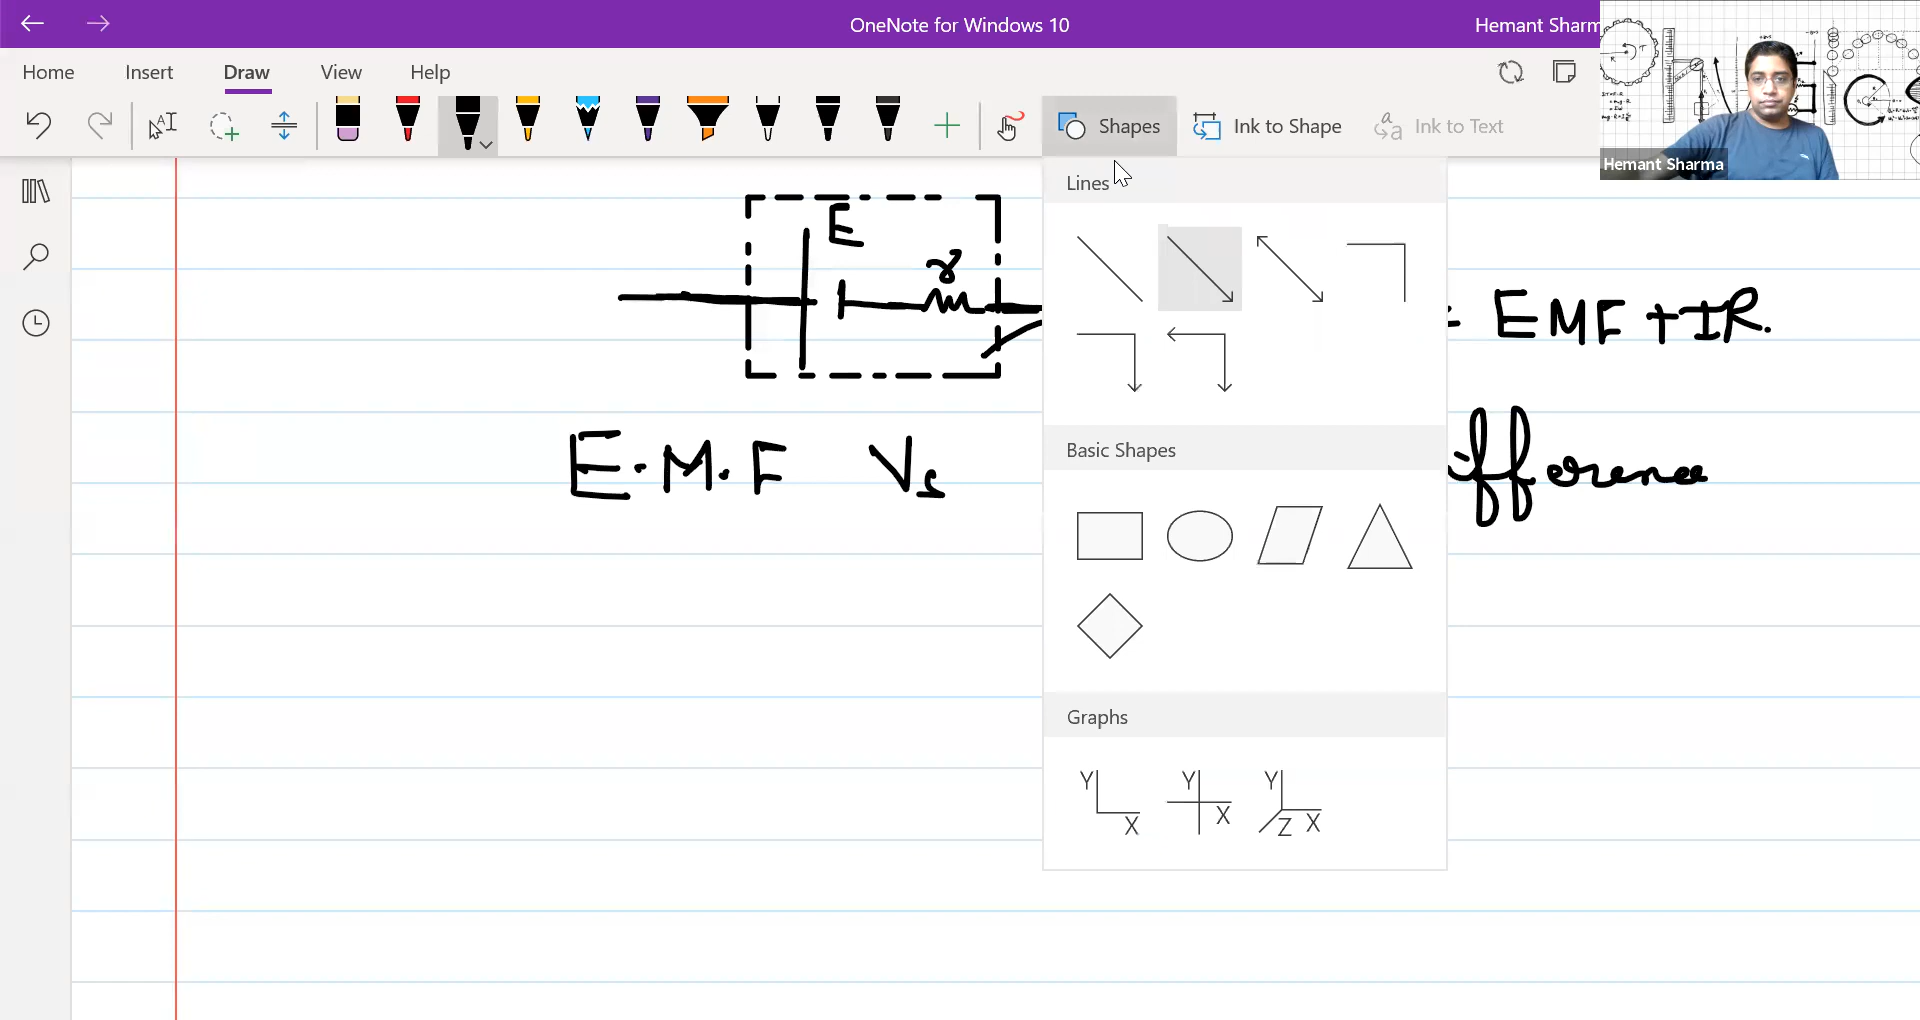 OneNote for Windows 10
Hemant Sharm
Home Insert Draw View Help
Shapes Ink to Shape Ink to Text
Hemant Sharma
Lines
E
r
= EMF + IR.
E.M.F Vs
ifference
Basic Shapes
Graphs
Y X Y X Y Z X